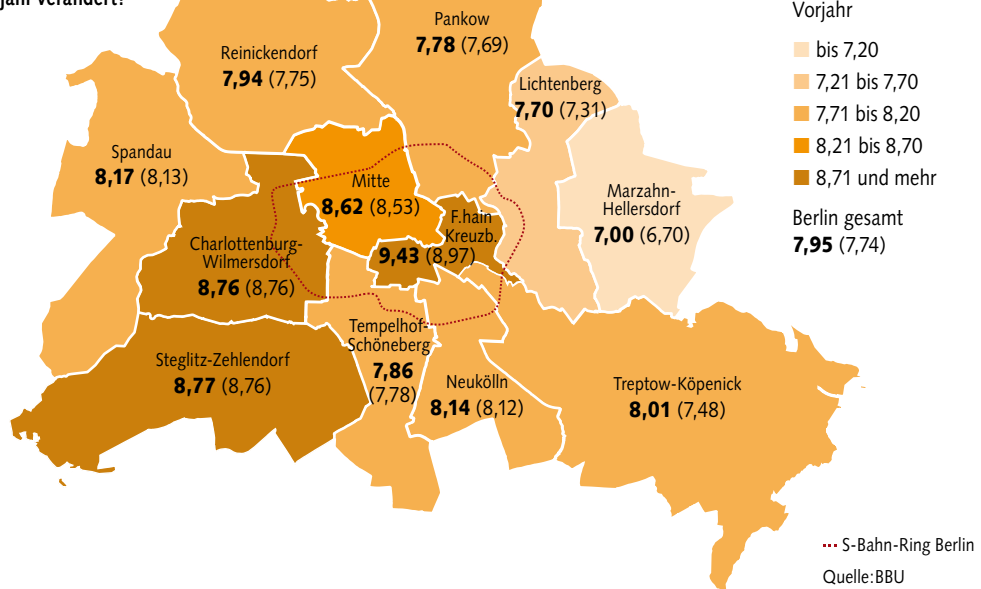 jahr verändert?
Pankow
7,78 (7,69)
Reinickendorf
7,94 (7,75)
Lichtenberg
7,70 (7,31)
Spandau
8,17 (8,13)
Mitte
8,62 (8,53)
Marzahn-
Hellersdorf
7,00 (6,70)
F.hain
Kreuzb.
9,43 (8,97)
Charlottenburg-
Wilmersdorf
8,76 (8,76)
Tempelhof-
Schöneberg
7,86
(7,78)
Steglitz-Zehlendorf
8,77 (8,76)
Neukölln
8,14 (8,12)
Treptow-Köpenick
8,01 (7,48)
Vorjahr
bis 7,20
7,21 bis 7,70
7,71 bis 8,20
8,21 bis 8,70
8,71 und mehr
Berlin gesamt
7,95 (7,74)
S-Bahn-Ring Berlin
Quelle:BBU